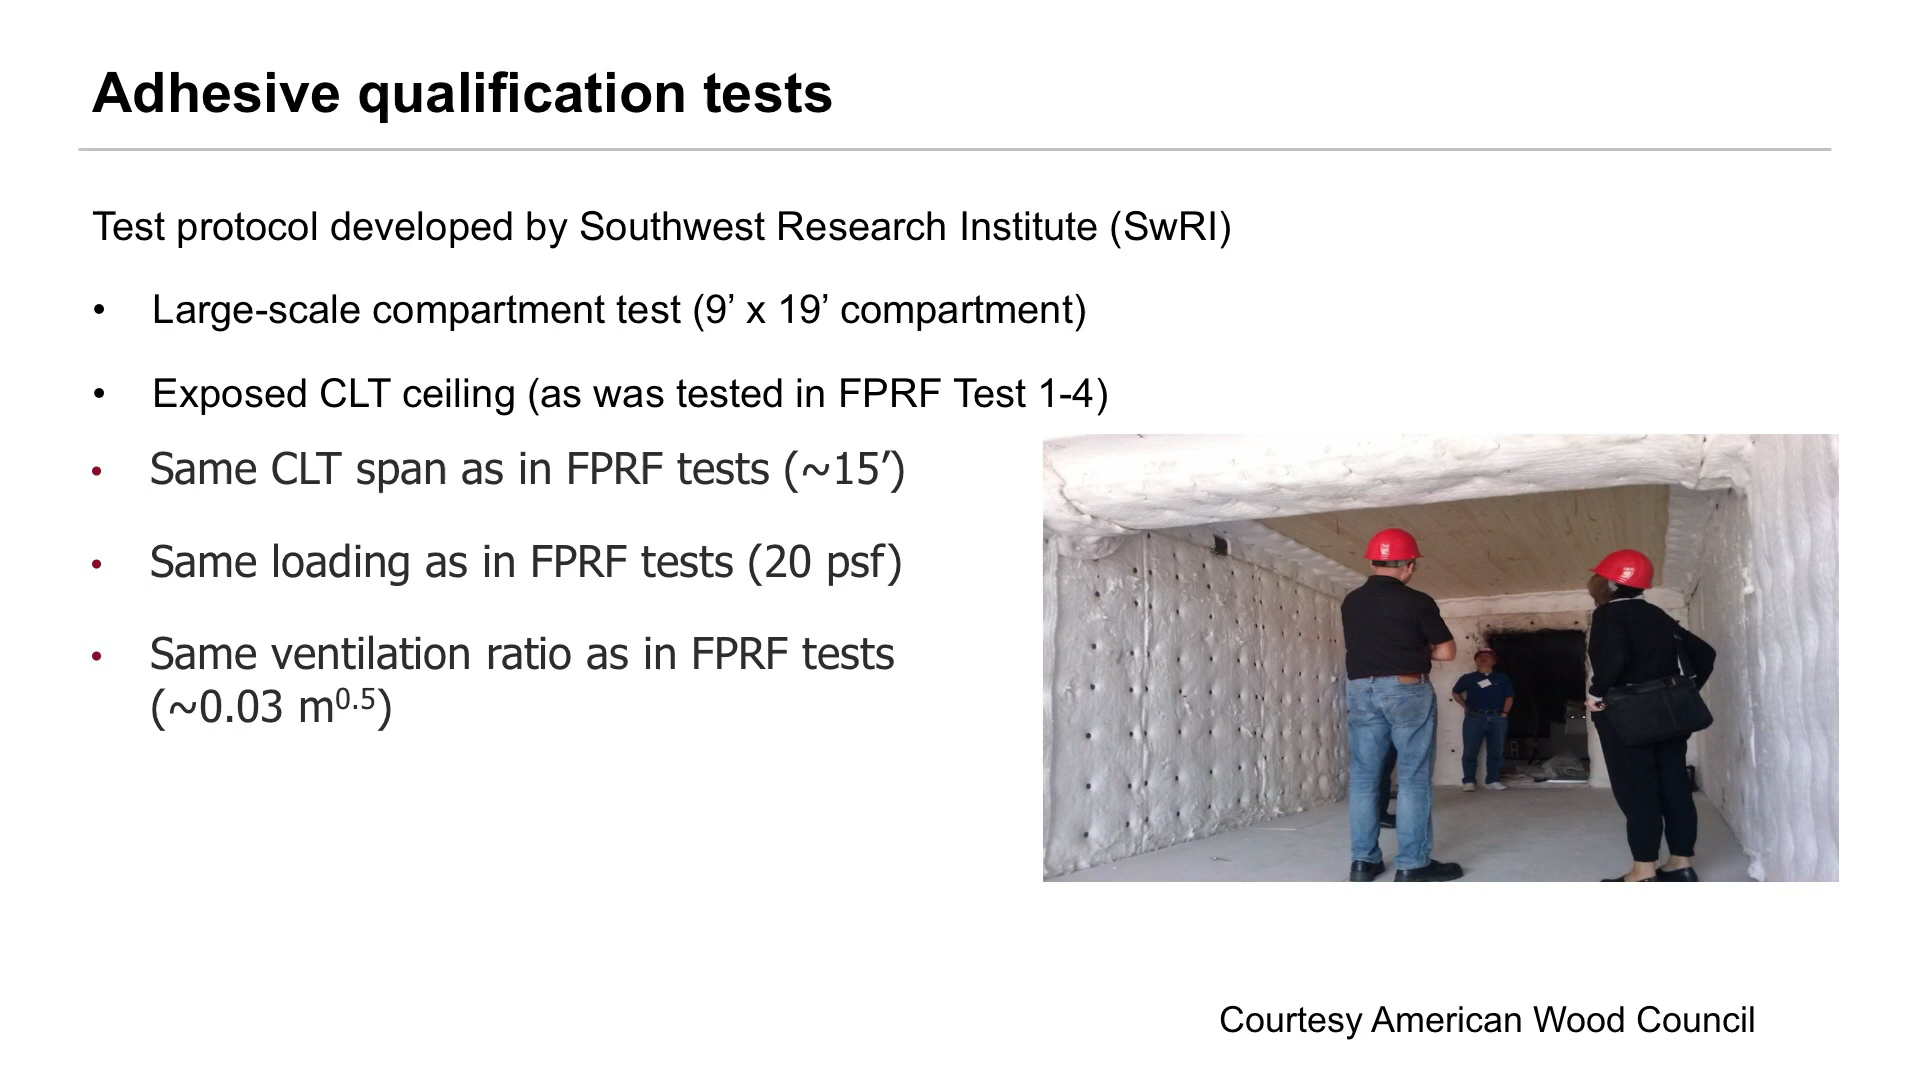 Adhesive qualification tests
Test protocol developed by Southwest Research Institute (SwRI)
• Large-scale compartment test (9’ x 19’ compartment)
• Exposed CLT ceiling (as was tested in FPRF Test 1-4)
• Same CLT span as in FPRF tests (~15’)
• Same loading as in FPRF tests (20 psf)
• Same ventilation ratio as in FPRF tests
(~0.03 m⁰·⁵)
Courtesy American Wood Council